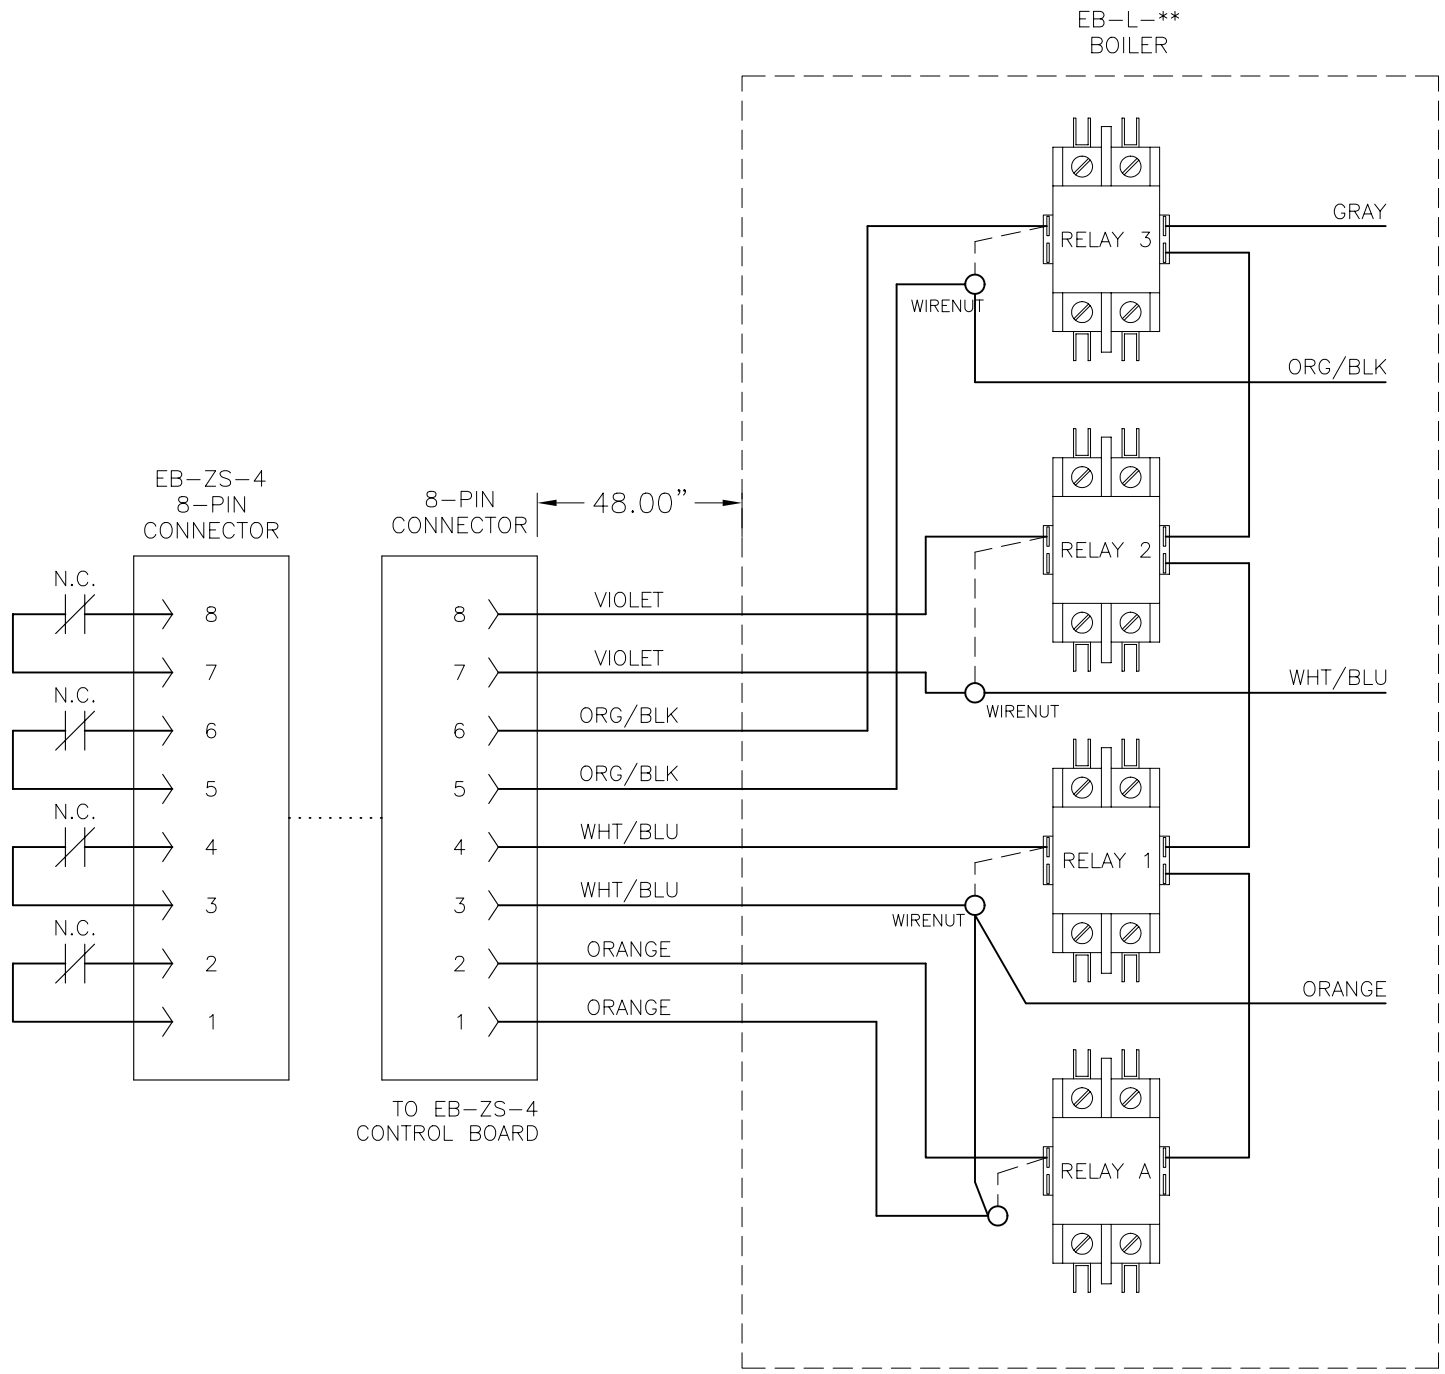 EB-L-**
BOILER
RELAY 3
GRAY
WIRENUT
ORG/BLK
EB-ZS-4
8-PIN
CONNECTOR
8-PIN
CONNECTOR
48.00"
RELAY 2
N.C.
8
8
VIOLET
7
7
VIOLET
WHT/BLU
WIRENUT
N.C.
6
6
ORG/BLK
5
5
ORG/BLK
N.C.
4
4
WHT/BLU
RELAY 1
3
3
WHT/BLU
WIRENUT
N.C.
2
2
ORANGE
ORANGE
1
1
ORANGE
TO EB-ZS-4
CONTROL BOARD
RELAY A